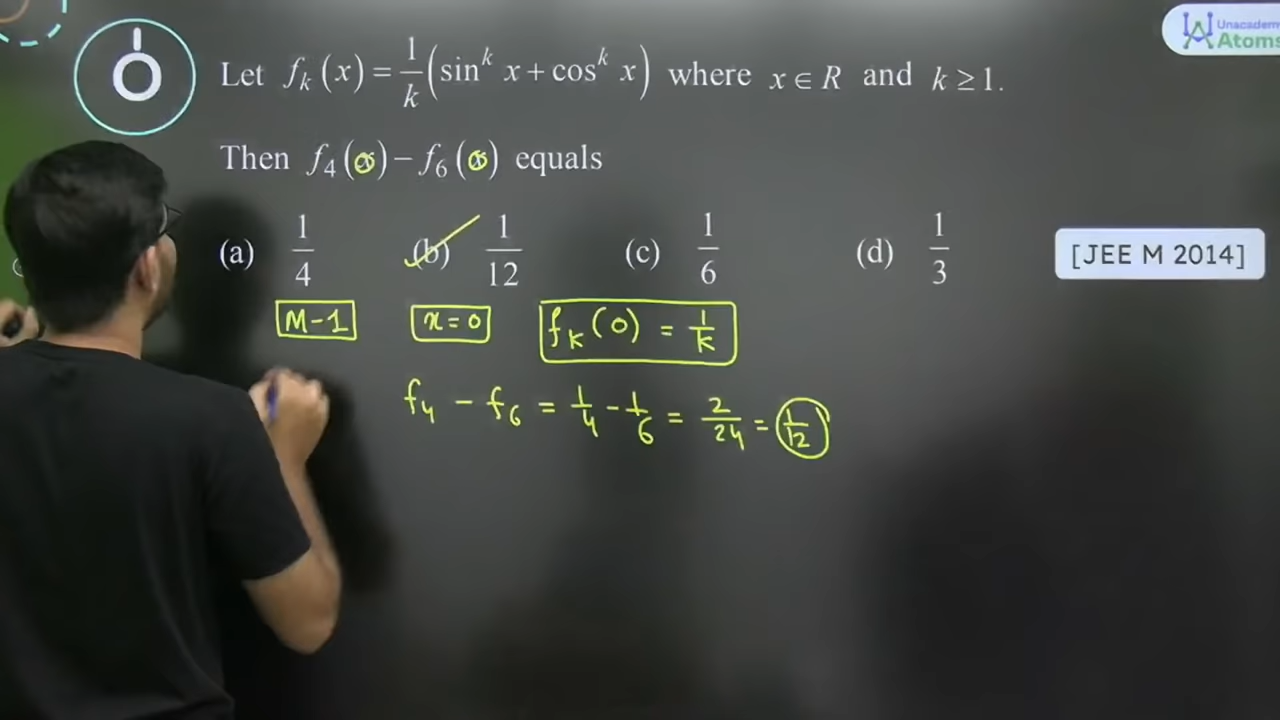 Unacademy
Atoms
Let f_k(x) = 1/k (sin^k x + cos^k x) where x ∈ R and k ≥ 1.
Then f_4(0) − f_6(0) equals
(a) 1/4 (b) 1/12 (c) 1/6 (d) 1/3 [JEE M 2014]
M-1 x=0 f_k(0) = 1/k
f_4 - f_6 = 1/4 - 1/6 = 2/24 = 1/12